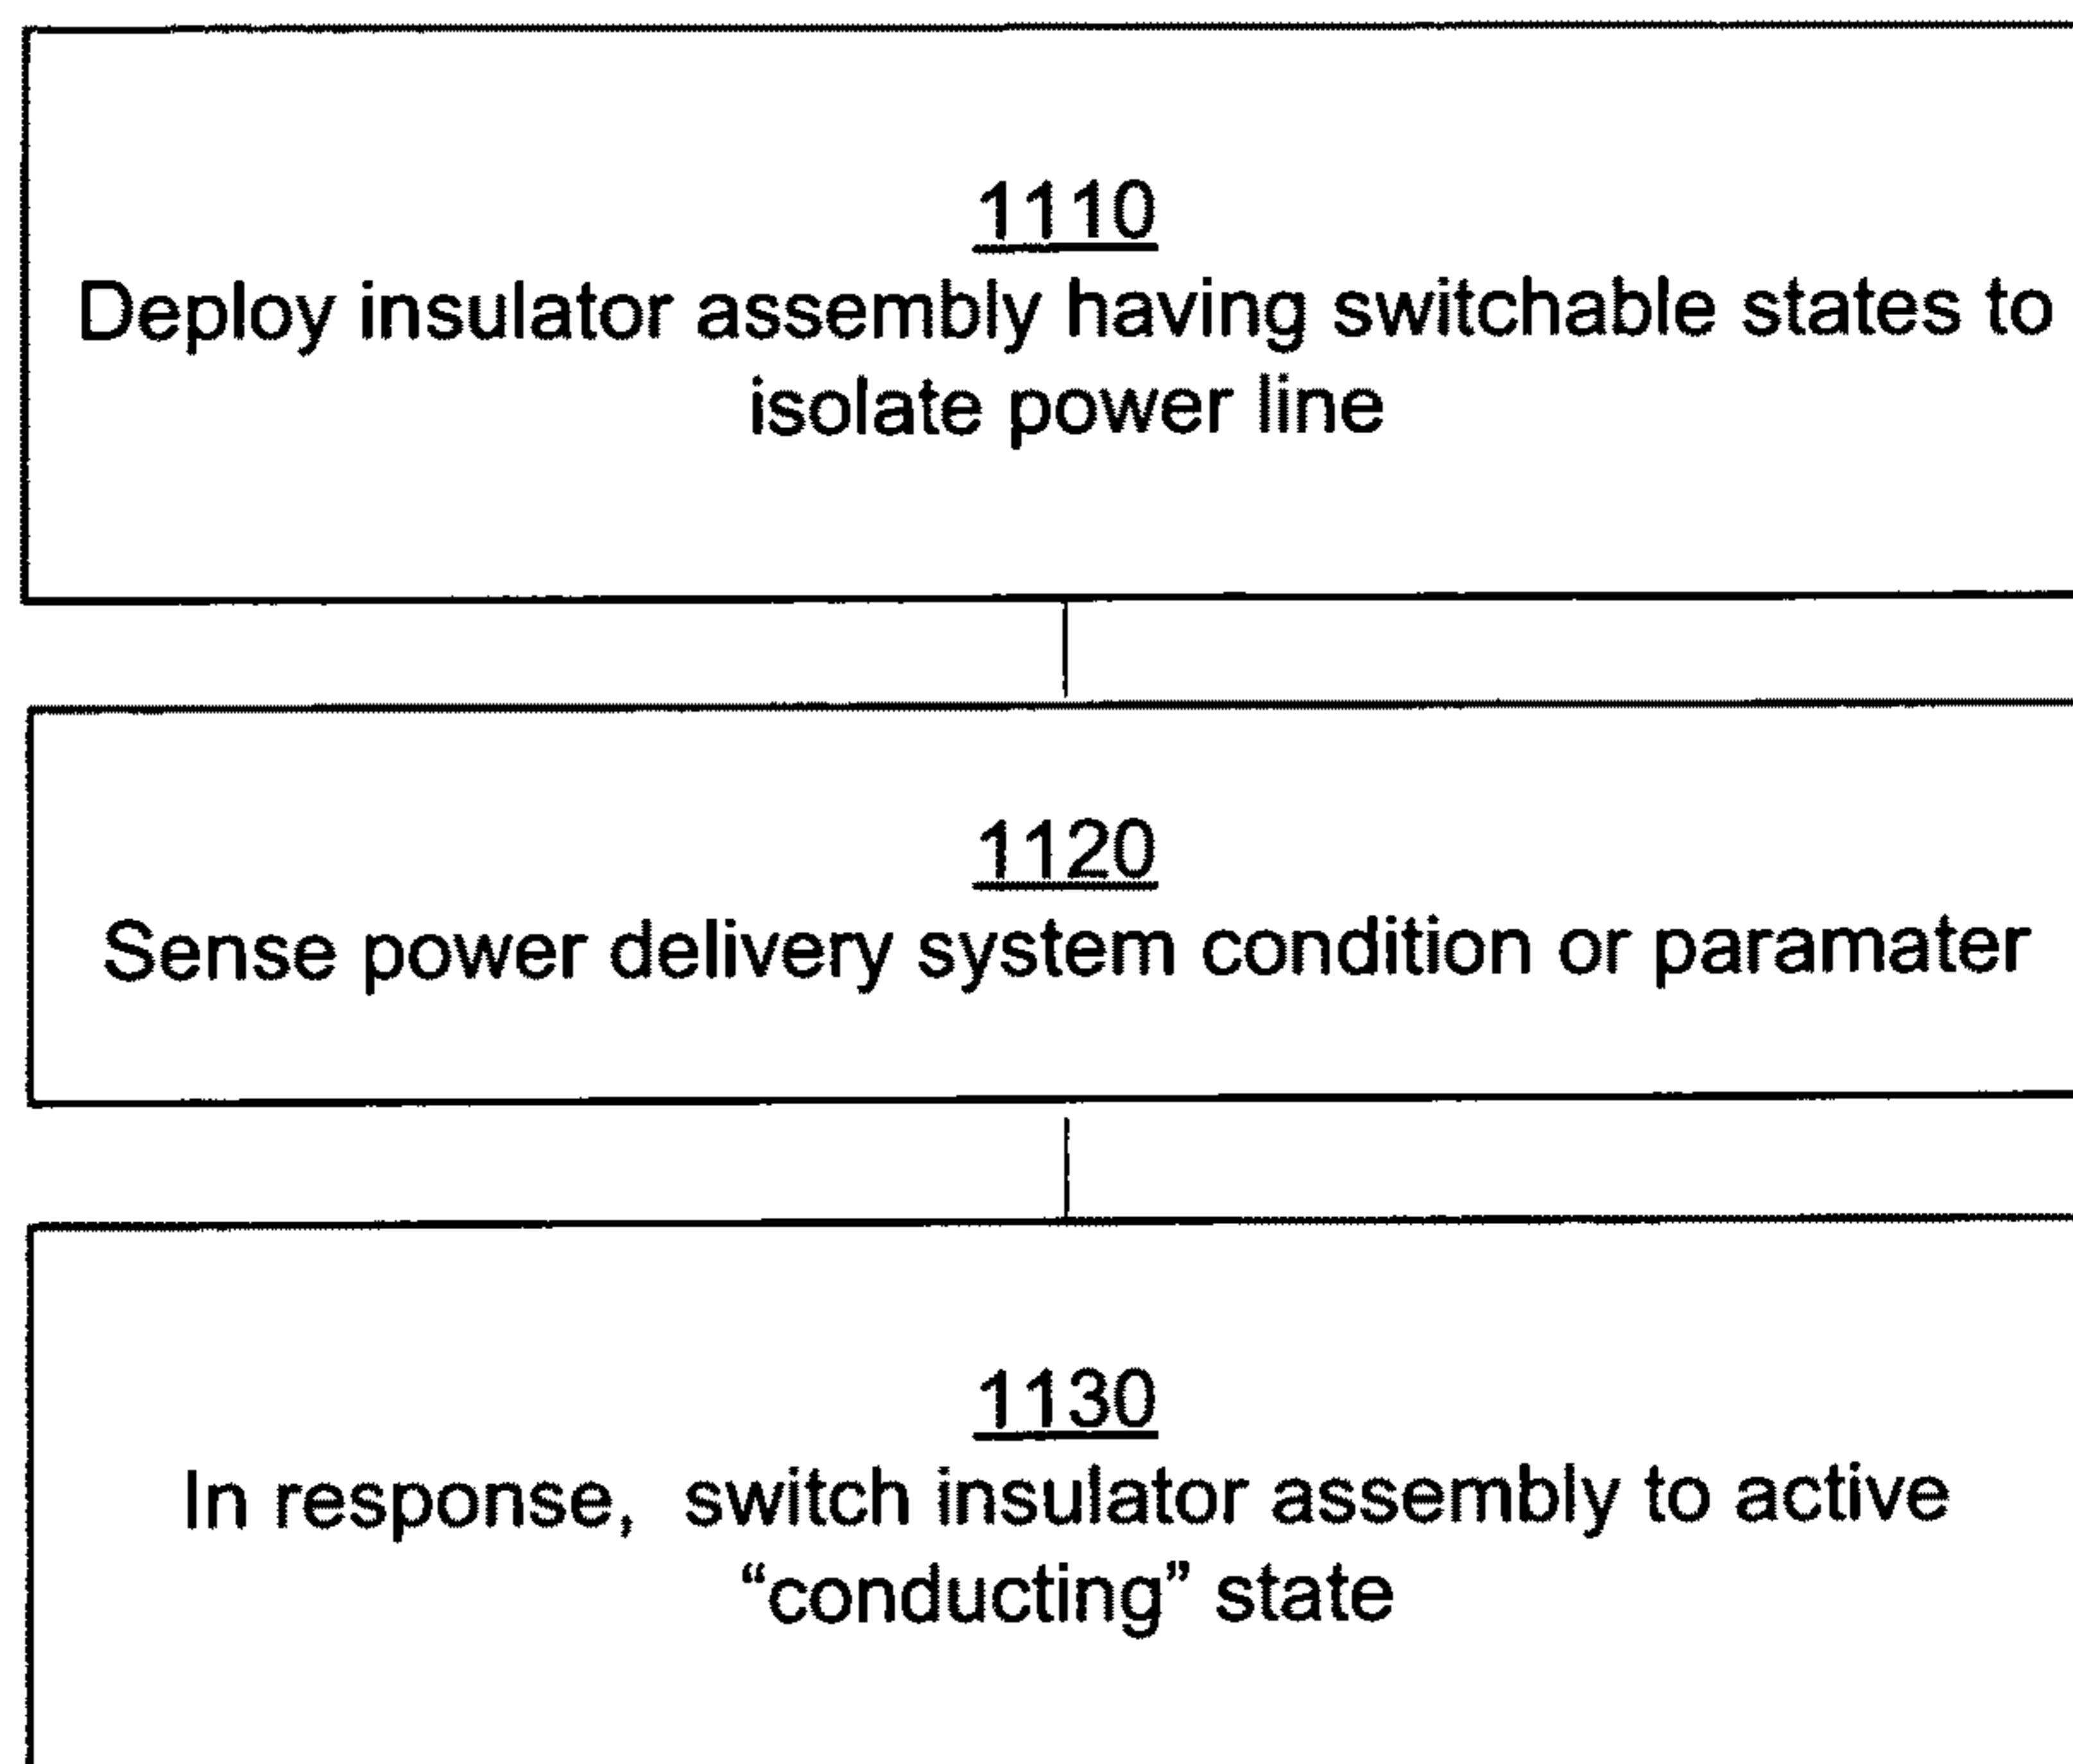 1110
Deploy insulator assembly having switchable states to
isolate power line
1120
Sense power delivery system condition or paramater
1130
In response,  switch insulator assembly to active
“conducting” state